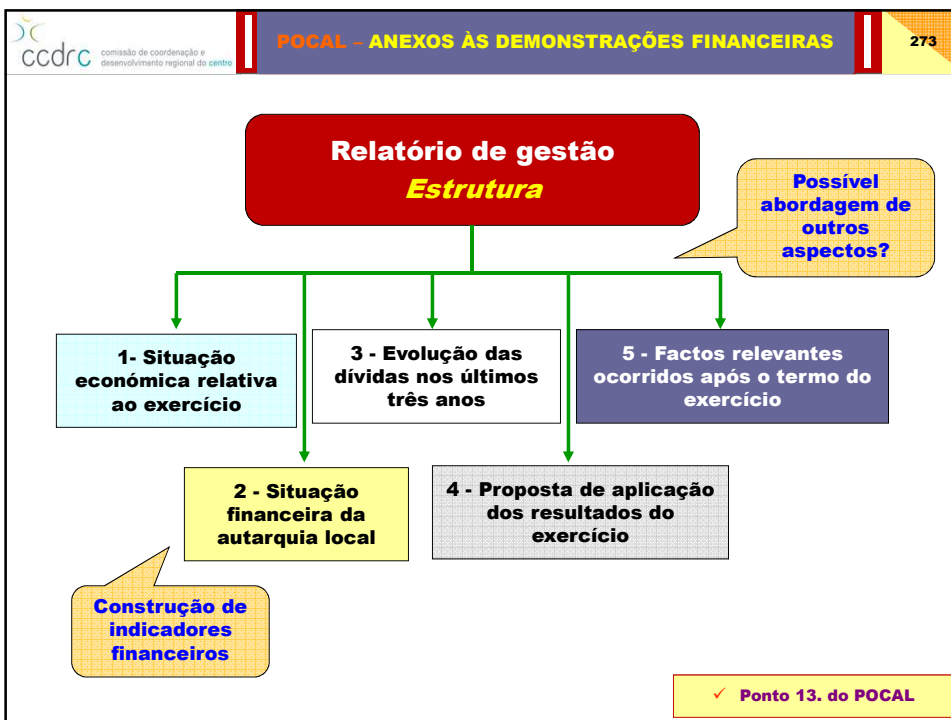 ccdrc
comissão de coordenação e
desenvolvimento regional do centro
POCAL – ANEXOS ÀS DEMONSTRAÇÕES FINANCEIRAS
273
Relatório de gestão
Estrutura
Possível
abordagem de
outros
aspectos?
1- Situação
económica relativa
ao exercício
3 - Evolução das
dívidas nos últimos
três anos
5 - Factos relevantes
ocorridos após o termo do
exercício
2 - Situação
financeira da
autarquia local
4 - Proposta de aplicação
dos resultados do
exercício
Construção de
indicadores
financeiros
✓ Ponto 13. do POCAL